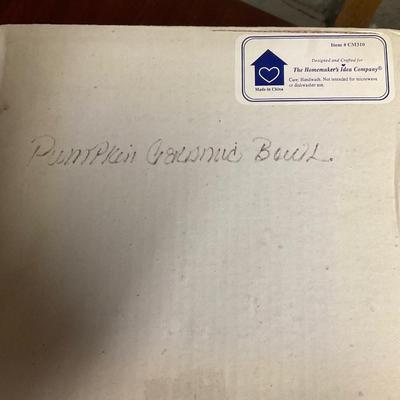 Item # CM310
Designed and Crafted for
The Homemaker's Idea Company®
Care: Handwash. Not intended for microwave
or dishwasher use.
Made in China
Pumpkin Ceramic Bowl.